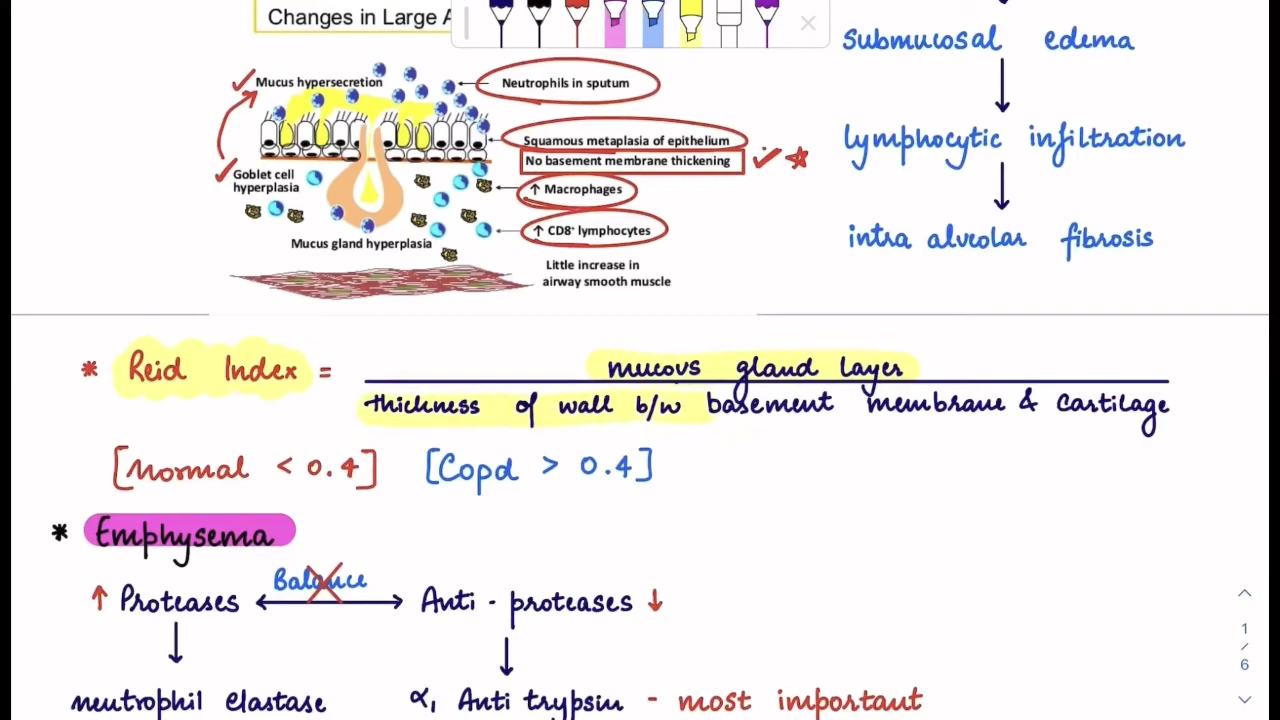 Changes in Large A
Mucus hypersecretion
Neutrophils in sputum
Squamous metaplasia of epithelium
No basement membrane thickening
Goblet cell
hyperplasia
↑ Macrophages
↑ CD8+ lymphocytes
Mucus gland hyperplasia
Little increase in
airway smooth muscle
submucosal edema
lymphocytic infiltration
intra alveolar fibrosis
* Reid Index = mucous gland layer
thickness of wall b/w basement membrane & cartilage
[Normal < 0.4] [Copd > 0.4]
* Emphysema
↑ Proteases Balance Anti - proteases ↓
neutrophil elastase α1 Anti trypsin - most important
1
/
6